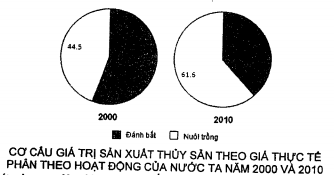 44.5
61.5
2000
2010
Đánh bắt
Nuôi trồng
CƠ CẤU GIÁ TRỊ SẢN XUẤT THỦY SẢN THEO GIÁ THỰC TẾ
PHÂN THEO HOẠT ĐỘNG CỦA NƯỚC TA NĂM 2000 VÀ 2010